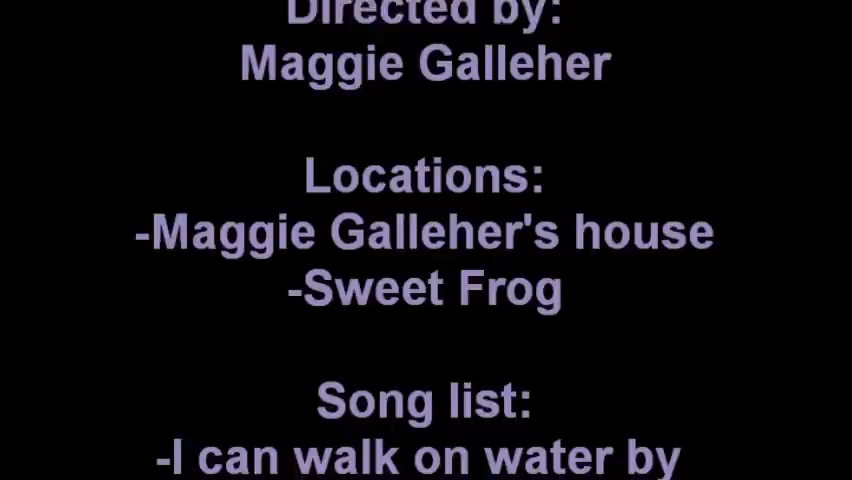 Directed by:
Maggie Galleher
Locations:
-Maggie Galleher's house
-Sweet Frog
Song list:
-I can walk on water by